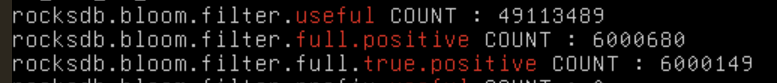 rocksdb.bloom.filter.useful COUNT : 49113489
rocksdb.bloom.filter.full.positive COUNT : 6000680
rocksdb.bloom.filter.full.true.positive COUNT : 6000149